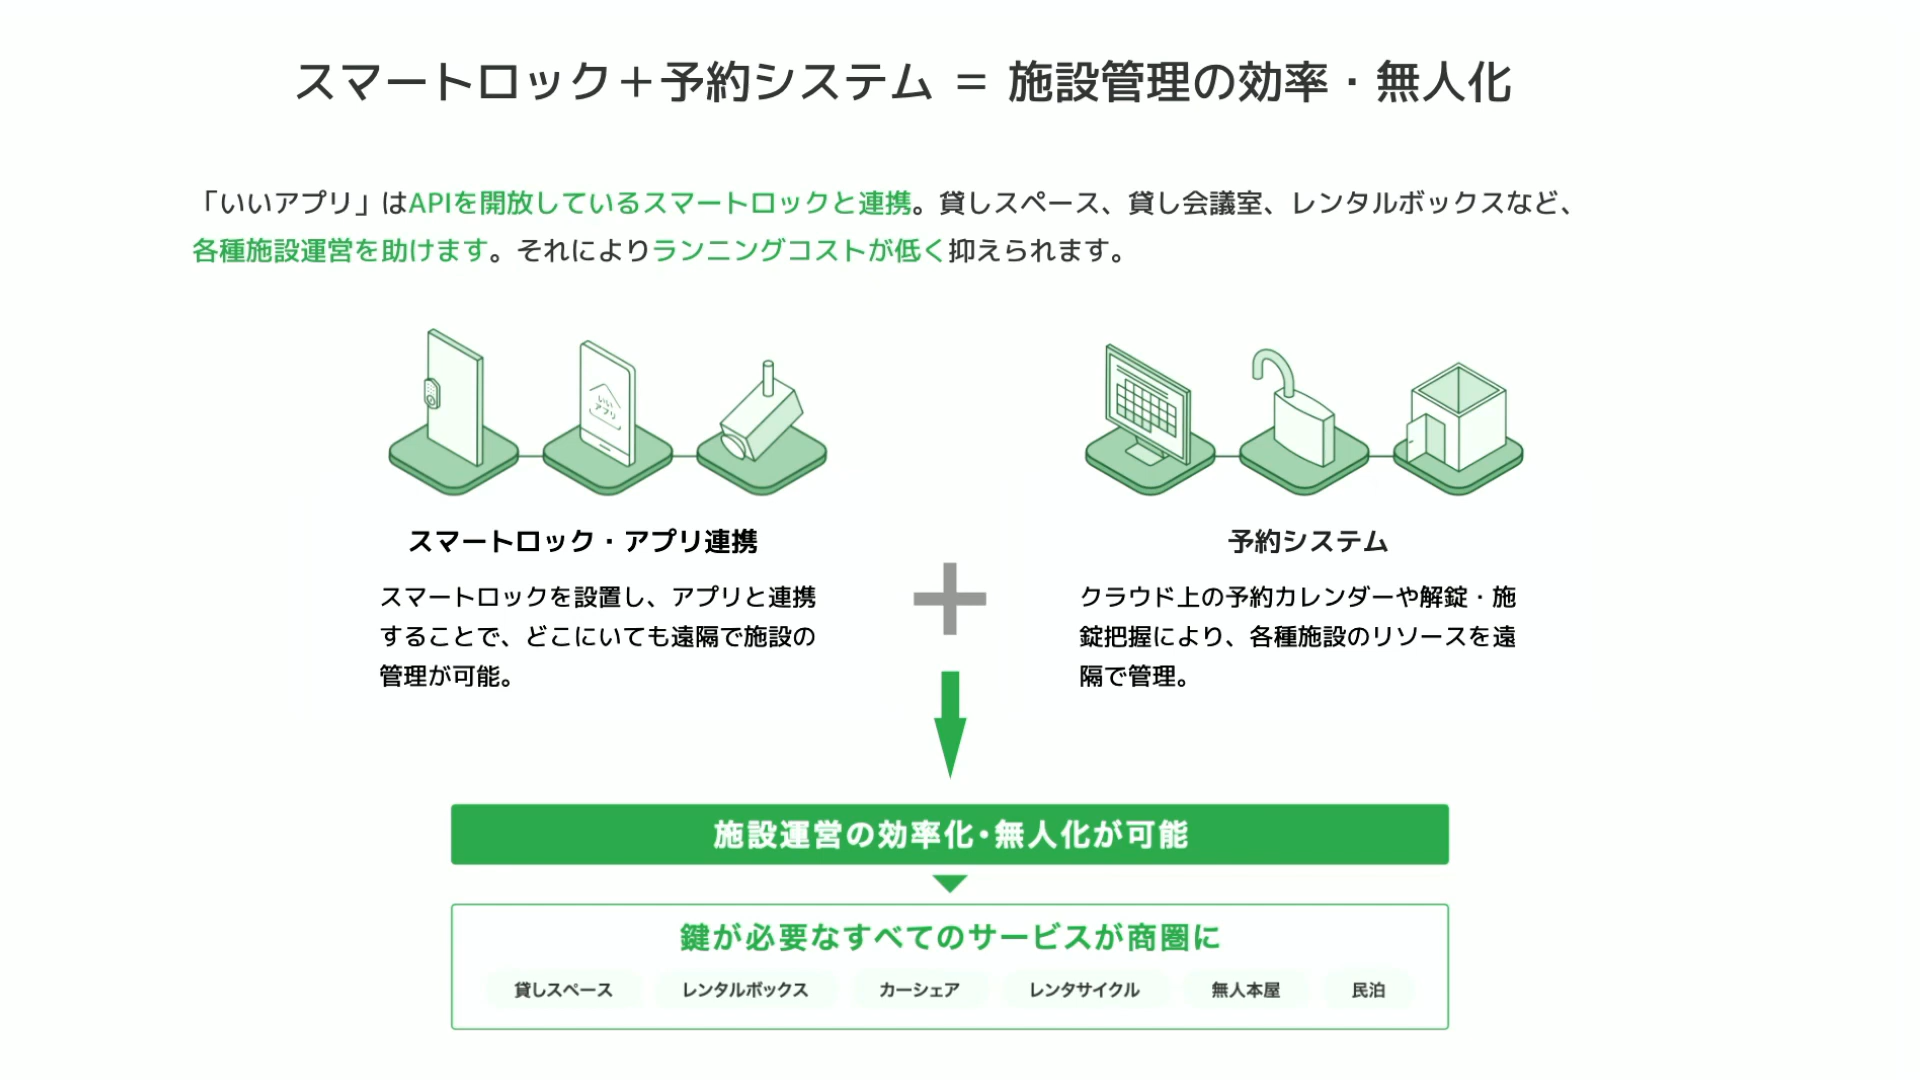 スマートロック＋予約システム ＝ 施設管理の効率・無人化
「いいアプリ」はAPIを開放しているスマートロックと連携。貸しスペース、貸し会議室、レンタルボックスなど、
各種施設運営を助けます。それによりランニングコストが低く抑えられます。
いい
アプリ
スマートロック・アプリ連携
スマートロックを設置し、アプリと連携
することで、どこにいても遠隔で施設の
管理が可能。
予約システム
クラウド上の予約カレンダーや解錠・施
錠把握により、各種施設のリソースを遠
隔で管理。
施設運営の効率化・無人化が可能
鍵が必要なすべてのサービスが商圏に
貸しスペース レンタルボックス カーシェア レンタサイクル 無人本屋 民泊